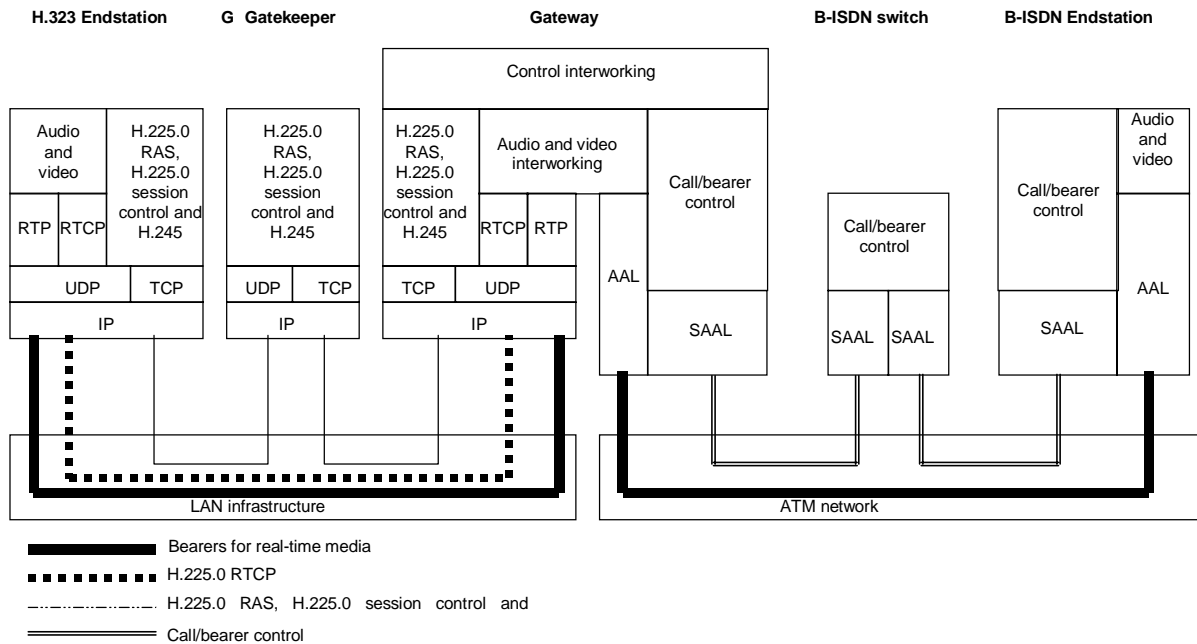 H.323 Endstation
G Gatekeeper
Gateway
B-ISDN switch
B-ISDN Endstation
Control interworking
Audio
and
video
H.225.0
RAS,
H.225.0
session
control and
H.245
RTP
RTCP
UDP
TCP
IP
H.225.0
RAS,
H.225.0
session
control and
H.245
UDP
TCP
IP
H.225.0
RAS,
H.225.0
session
control and
H.245
Audio and video
interworking
RTCP
RTP
TCP
UDP
IP
AAL
Call/bearer
control
SAAL
Call/bearer
control
SAAL
SAAL
Call/bearer
control
SAAL
Audio
and
video
AAL
LAN infrastructure
ATM network
Bearers for real-time media
H.225.0 RTCP
H.225.0 RAS, H.225.0 session control and
Call/bearer control